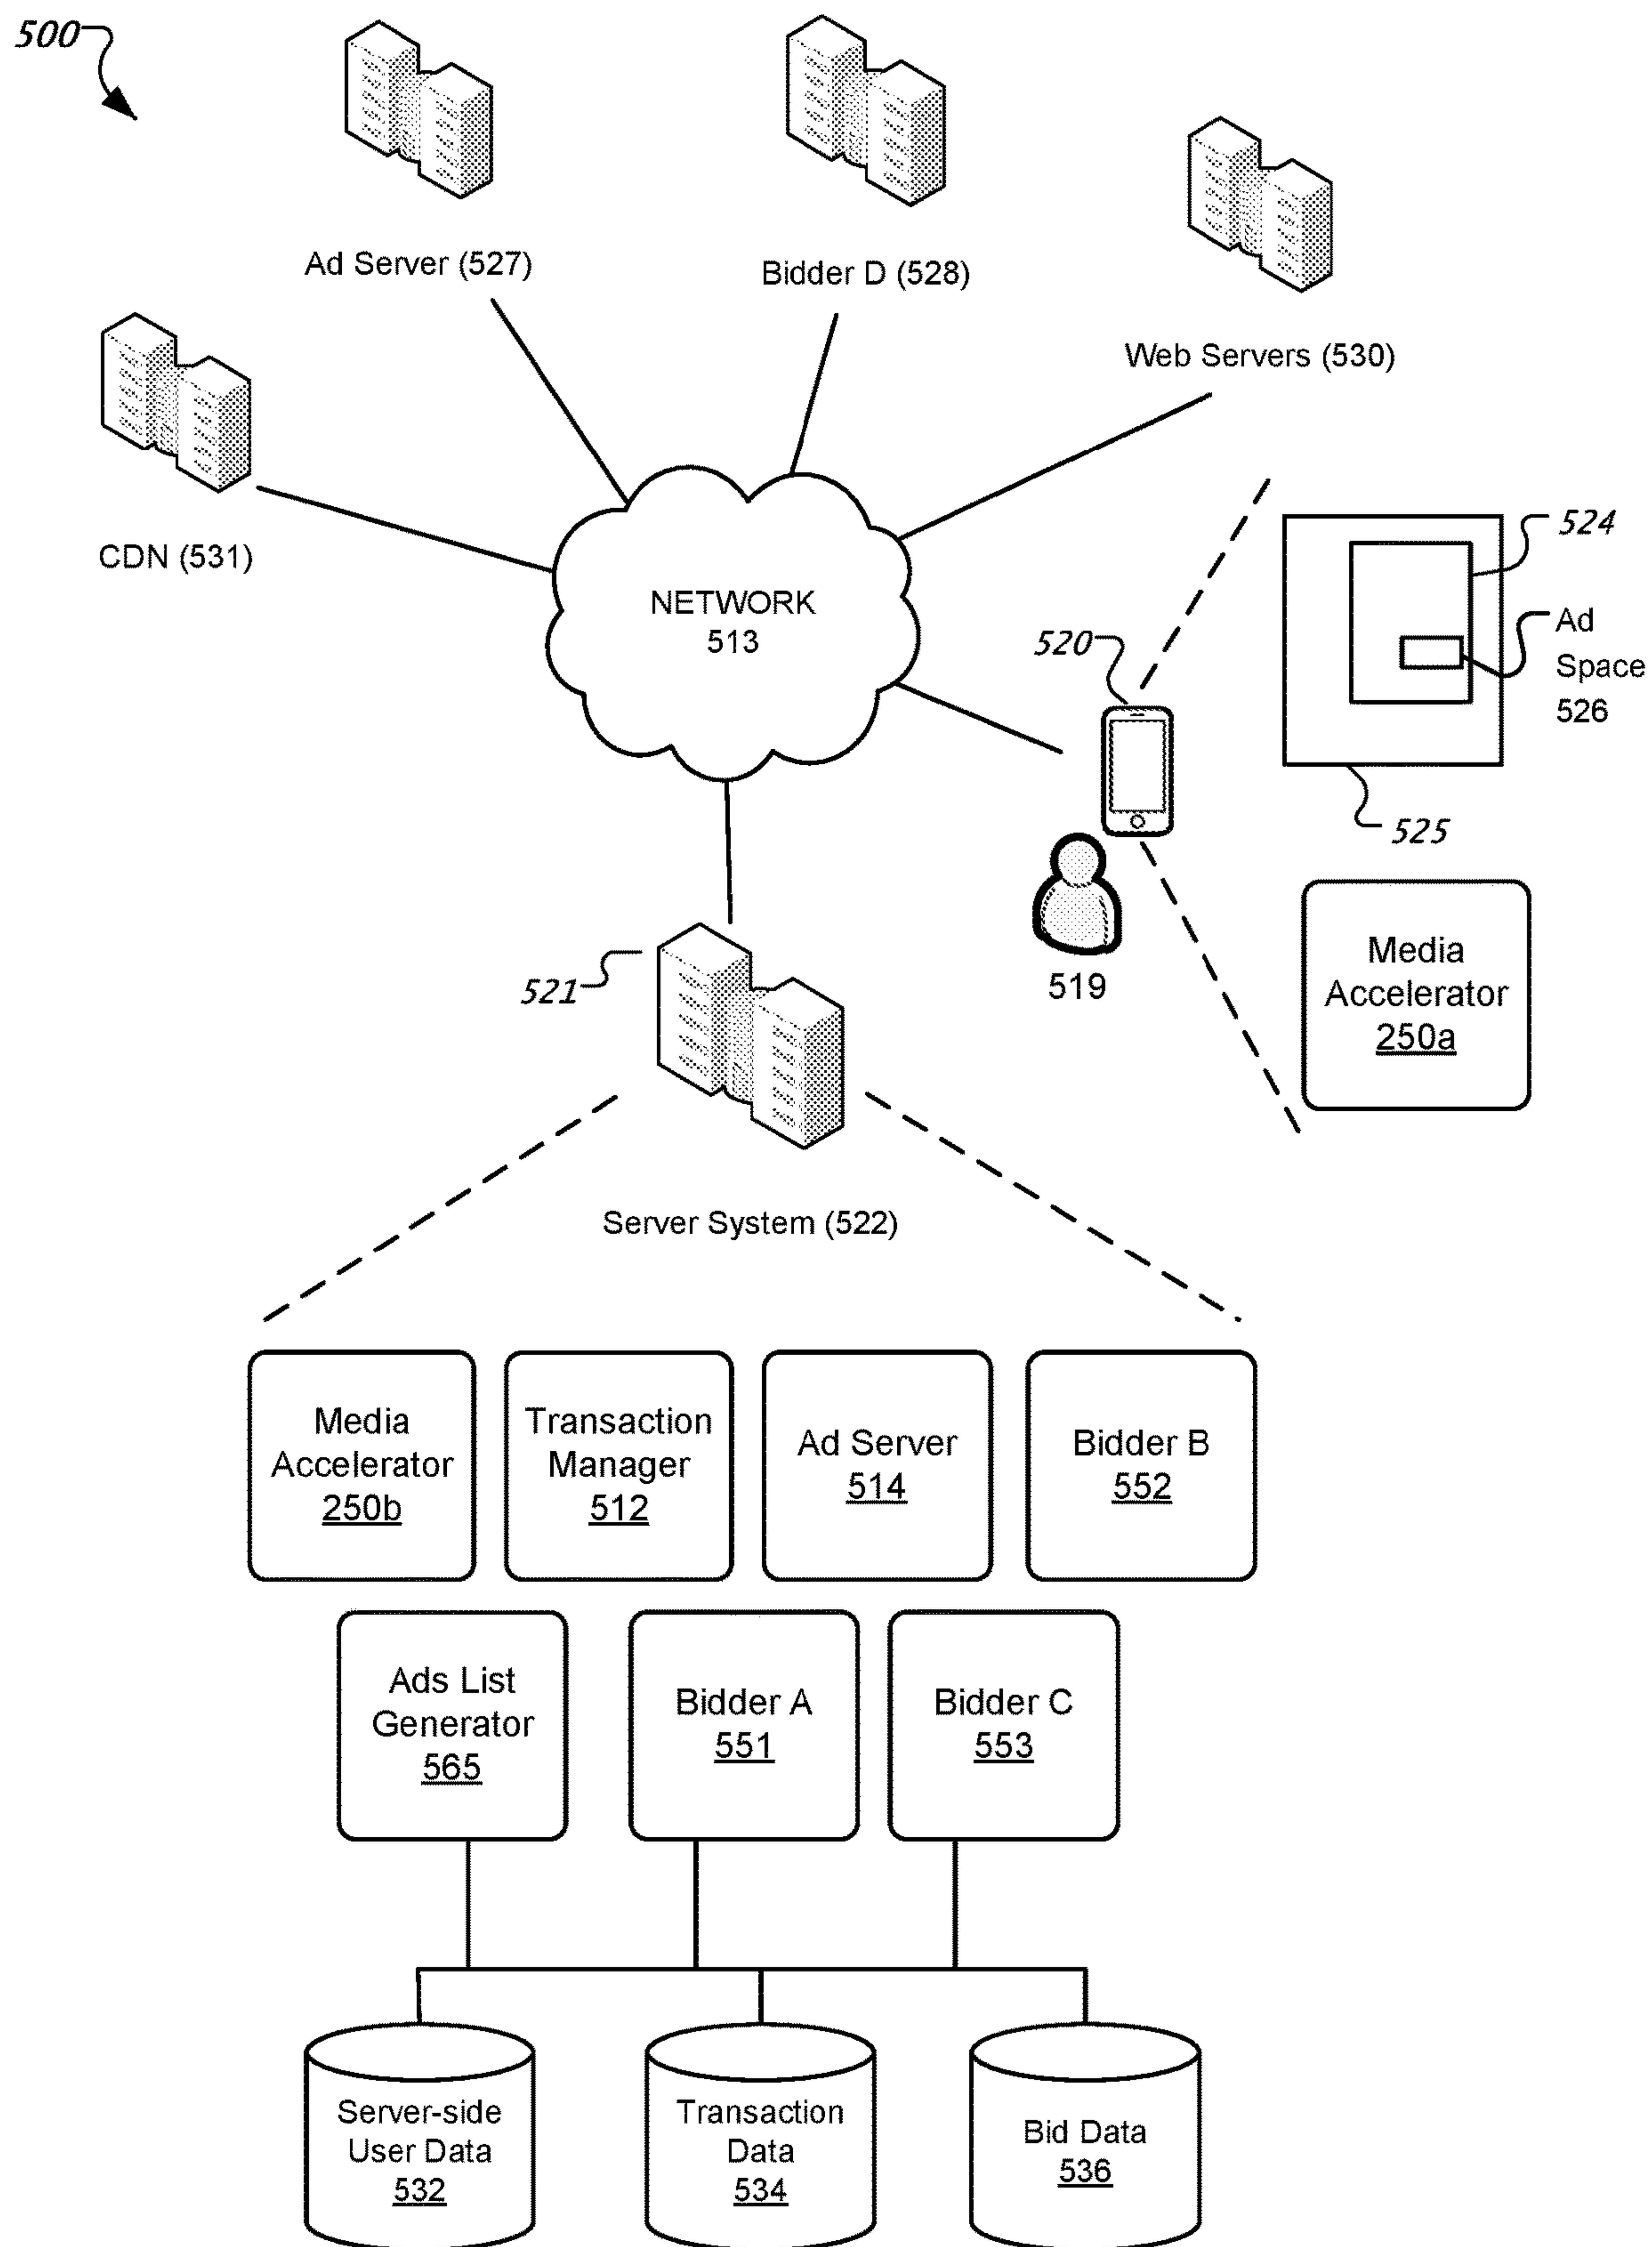 500
Ad Server (527)
Bidder D (528)
Web Servers (530)
CDN (531)
NETWORK
513
524
Ad
Space
526
520
525
519
Media
Accelerator
250a
521
Server System (522)
Media
Accelerator
250b
Transaction
Manager
512
Ad Server
514
Bidder B
552
Ads List
Generator
565
Bidder A
551
Bidder C
553
Server-side
User Data
532
Transaction
Data
534
Bid Data
536